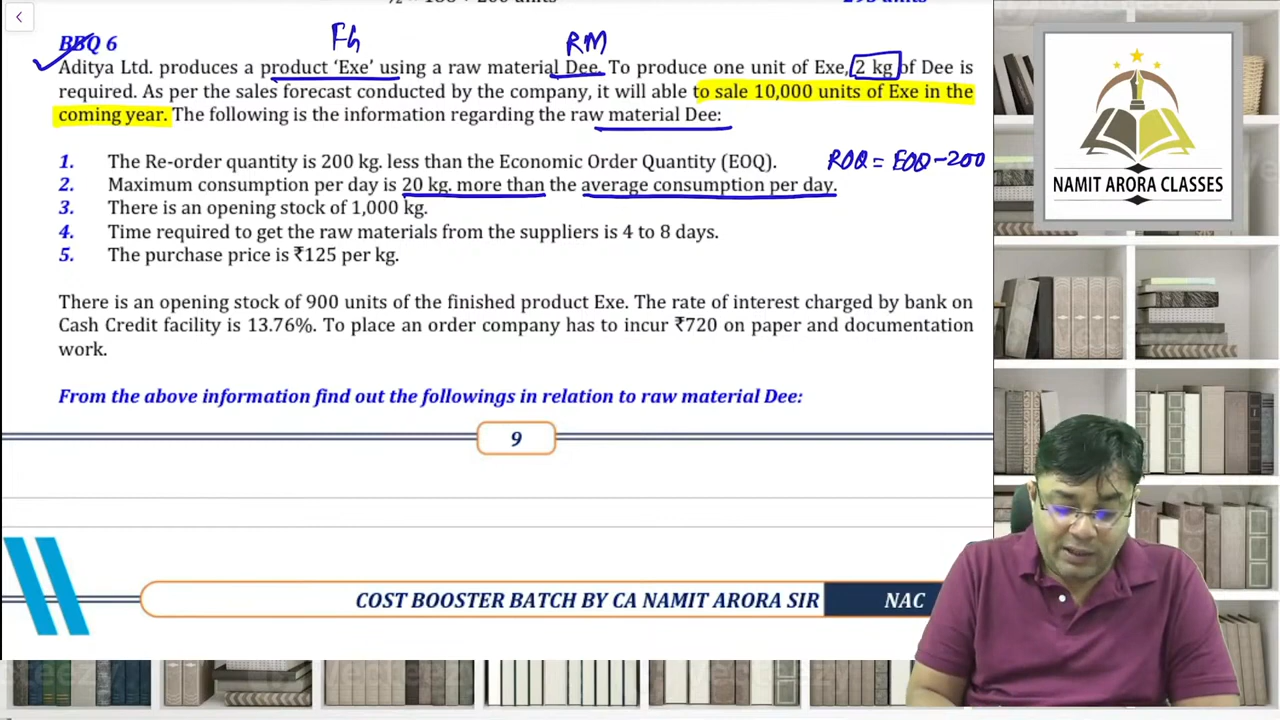 BBQ 6
FG
RM
Aditya Ltd. produces a product ‘Exe’ using a raw material Dee. To produce one unit of Exe, 2 kg of Dee is
required. As per the sales forecast conducted by the company, it will able to sale 10,000 units of Exe in the
coming year. The following is the information regarding the raw material Dee:
1. The Re-order quantity is 200 kg. less than the Economic Order Quantity (EOQ).
ROQ = EOQ-200
2. Maximum consumption per day is 20 kg. more than the average consumption per day.
3. There is an opening stock of 1,000 kg.
4. Time required to get the raw materials from the suppliers is 4 to 8 days.
5. The purchase price is ₹125 per kg.
There is an opening stock of 900 units of the finished product Exe. The rate of interest charged by bank on
Cash Credit facility is 13.76%. To place an order company has to incur ₹720 on paper and documentation
work.
From the above information find out the followings in relation to raw material Dee:
9
COST BOOSTER BATCH BY CA NAMIT ARORA SIR
NAC
NAMIT ARORA CLASSES